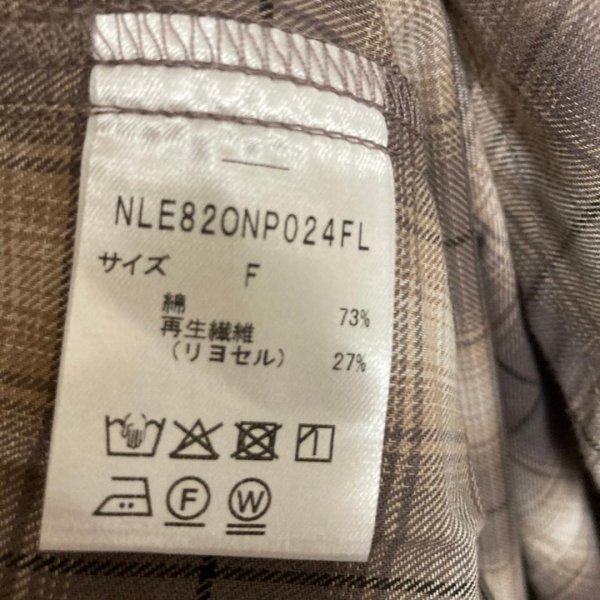 NLE820NP024FL
サイズ F
綿 73%
再生繊維
(リヨセル) 27%
F W